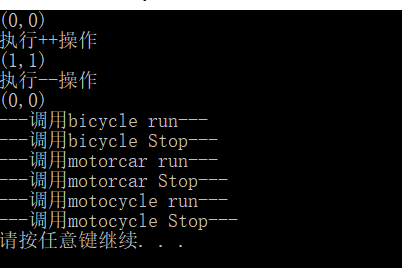 (0,0)
执行++操作
(1,1)
执行--操作
(0,0)
---调用bicycle run---
---调用bicycle Stop---
---调用motorcar run---
---调用motorcar Stop---
---调用motocycle run---
---调用motocycle Stop---
请按任意键继续. . .